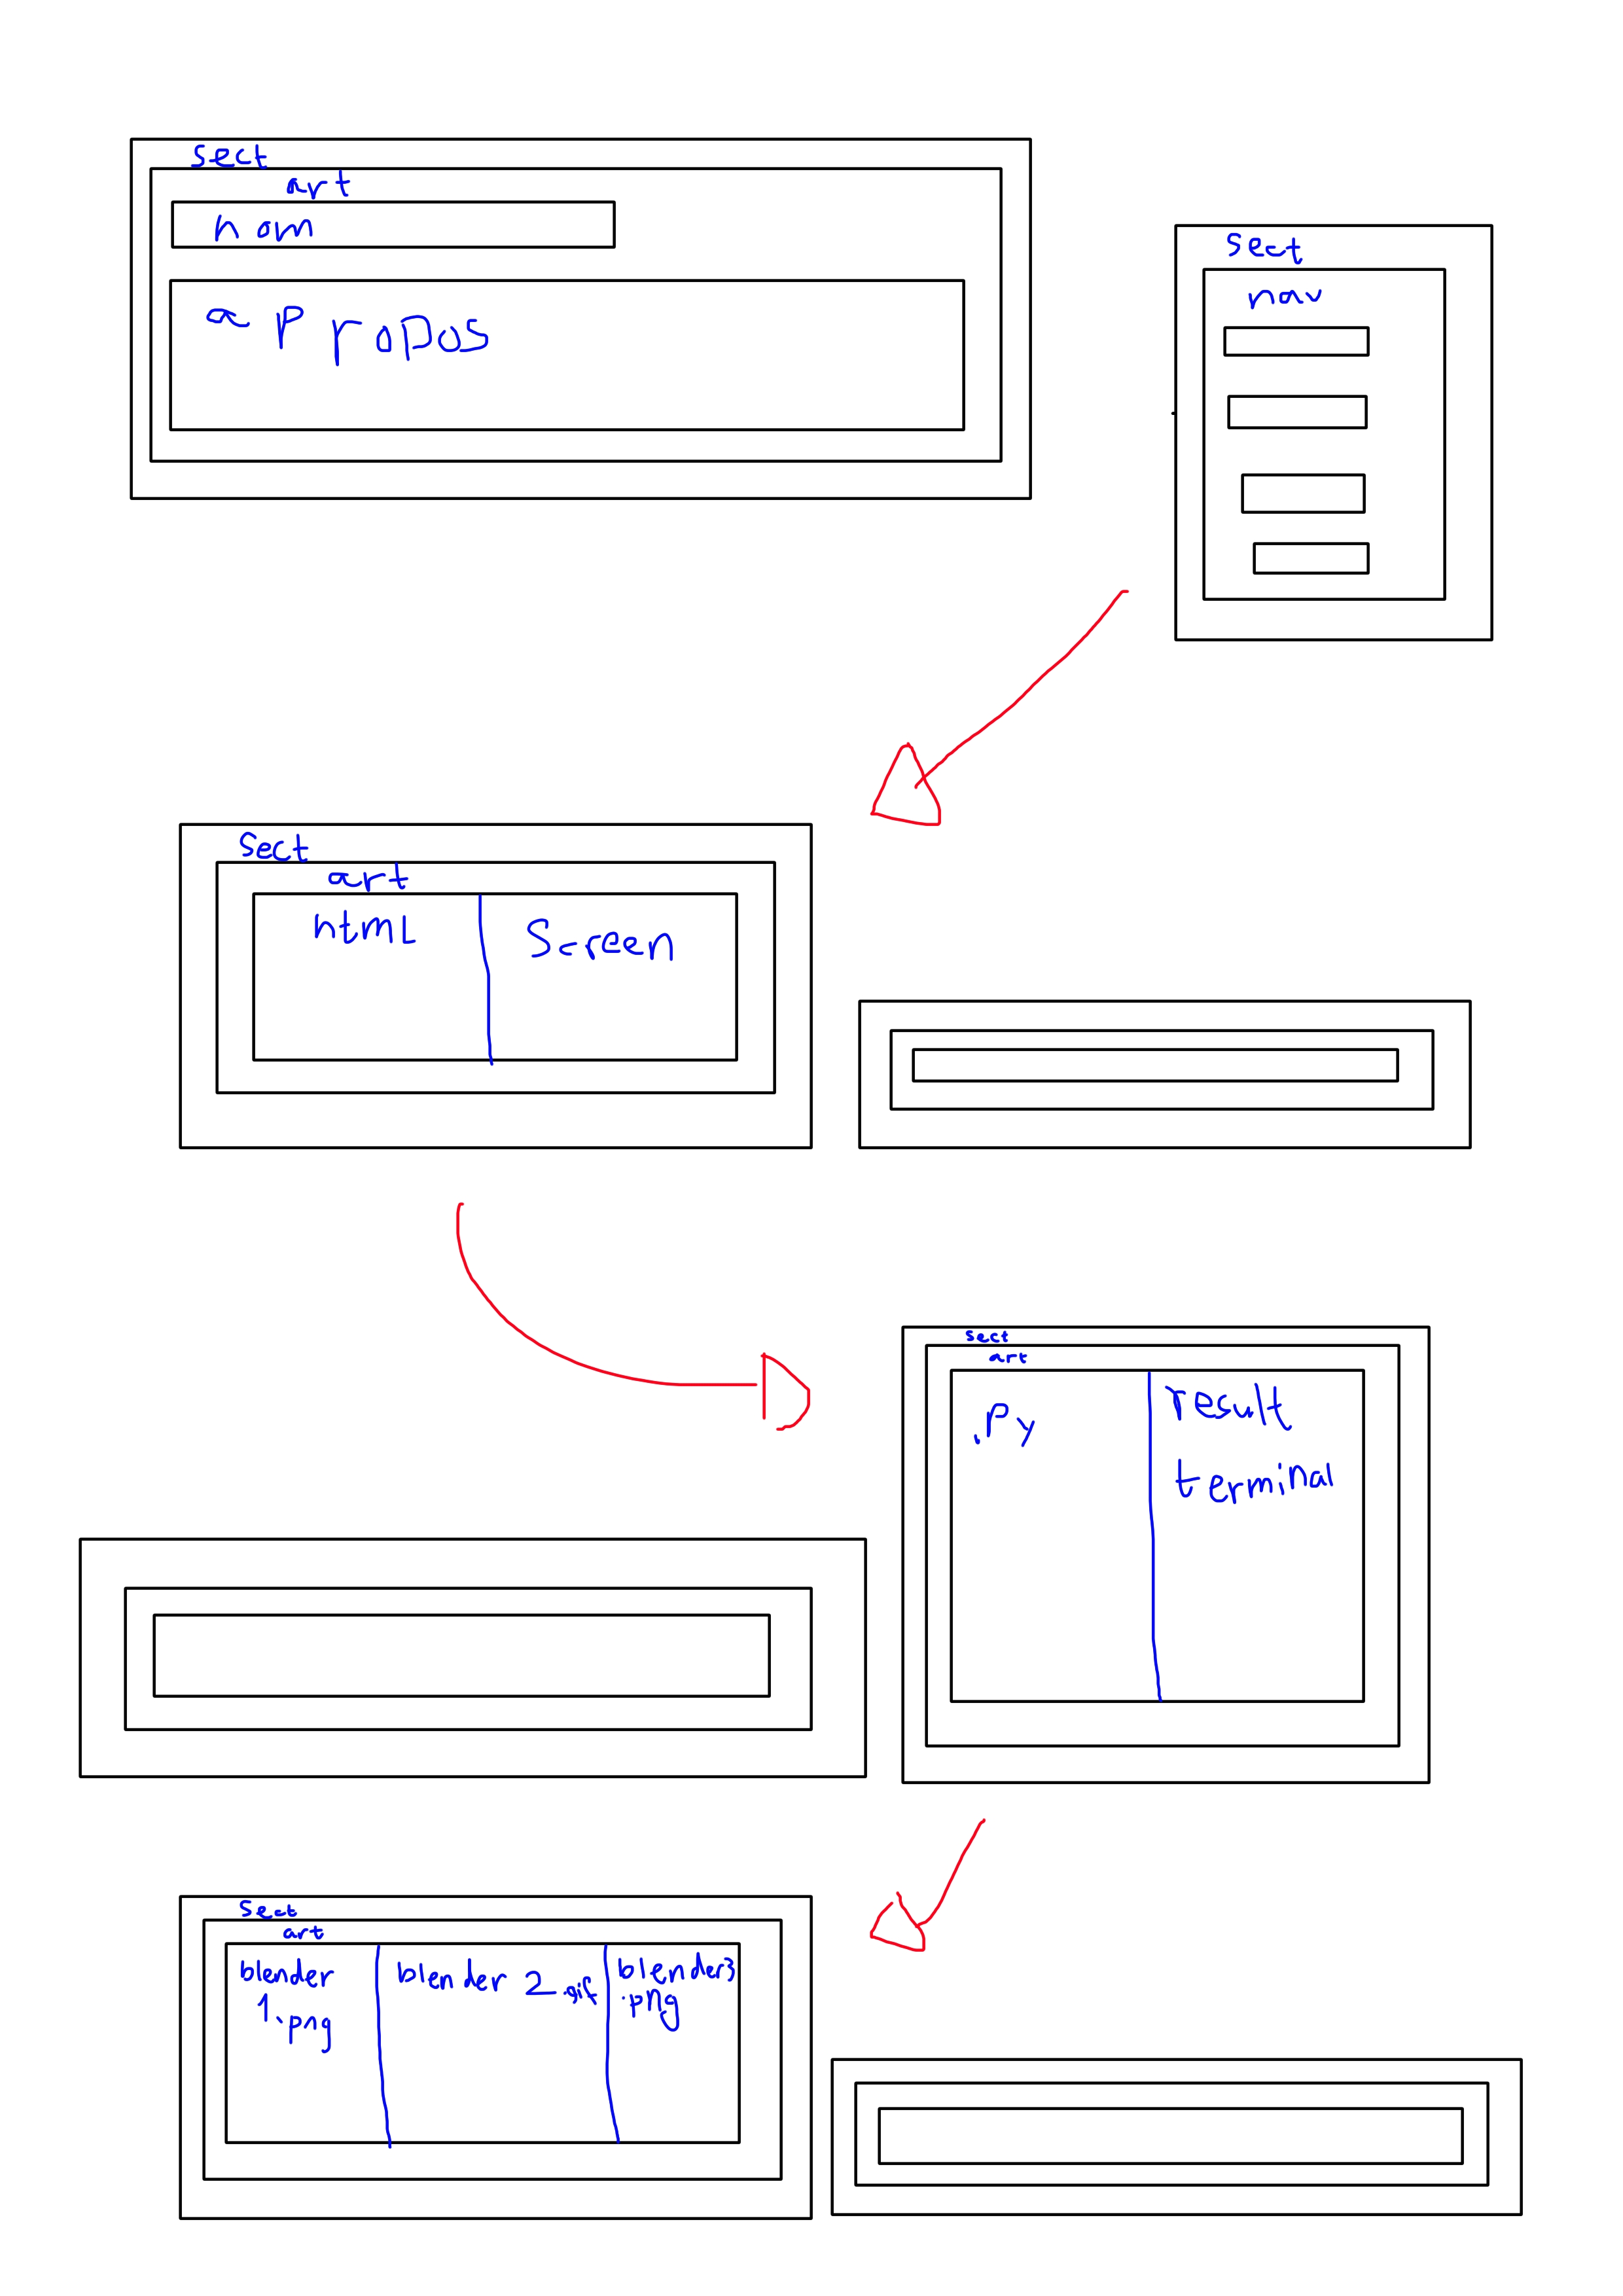 sect
art
nom
a Propos
sect
nav
sect
art
html
Screen
sect
art
.Py
result
terminal
sect
art
blender
1.png
blender 2.gif
blender3
.png